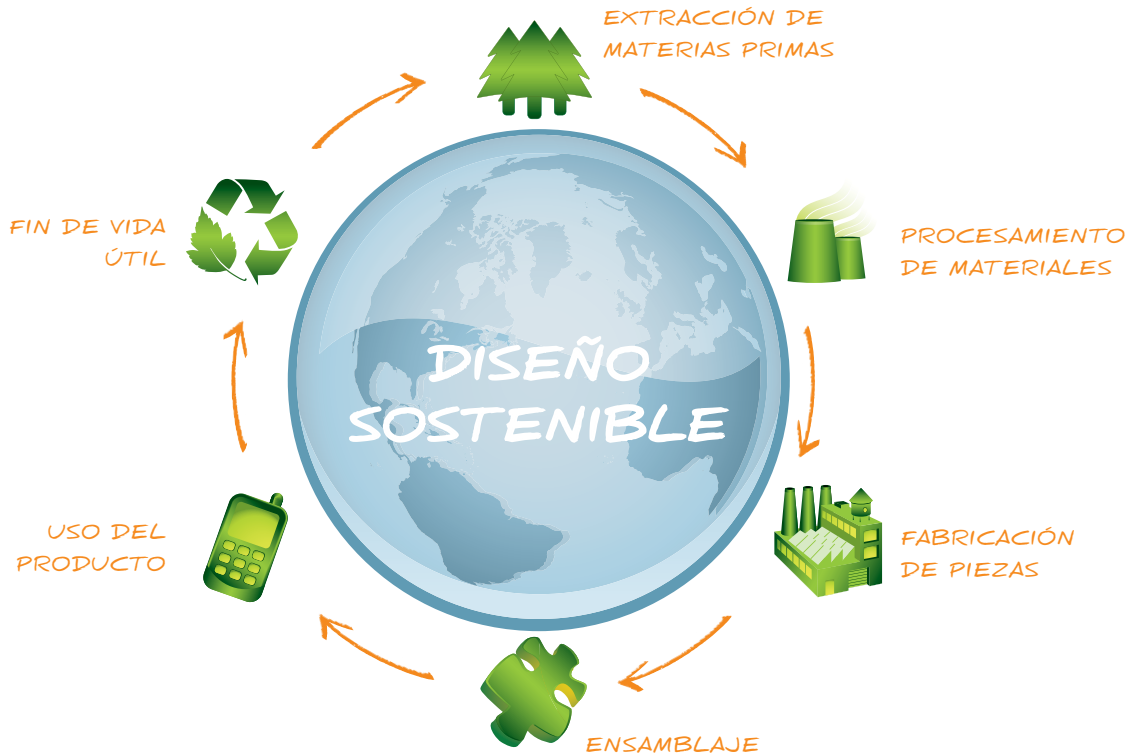 EXTRACCIÓN DE
MATERIAS PRIMAS
PROCESAMIENTO
DE MATERIALES
FABRICACIÓN
DE PIEZAS
ENSAMBLAJE
USO DEL
PRODUCTO
FIN DE VIDA
ÚTIL
DISEÑO
SOSTENIBLE